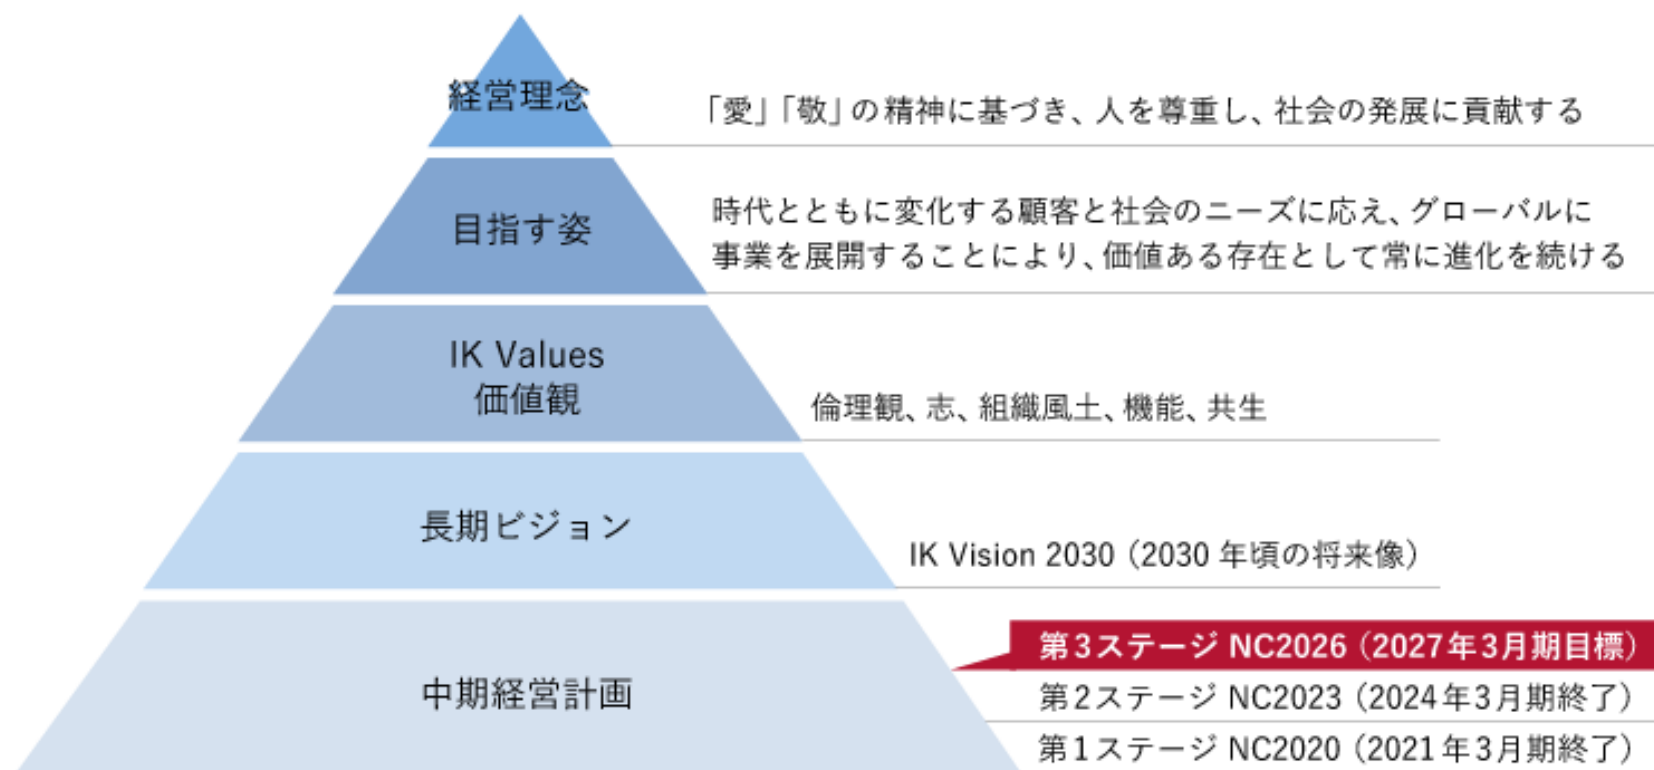 経営理念
「愛」「敬」の精神に基づき、人を尊重し、社会の発展に貢献する
目指す姿
時代とともに変化する顧客と社会のニーズに応え、グローバルに
事業を展開することにより、価値ある存在として常に進化を続ける
IK Values
価値観
倫理観、志、組織風土、機能、共生
長期ビジョン
IK Vision 2030（2030 年頃の将来像）
中期経営計画
第3ステージ NC2026（2027年3月期目標）
第2ステージ NC2023（2024年3月期終了）
第1ステージ NC2020（2021年3月期終了）